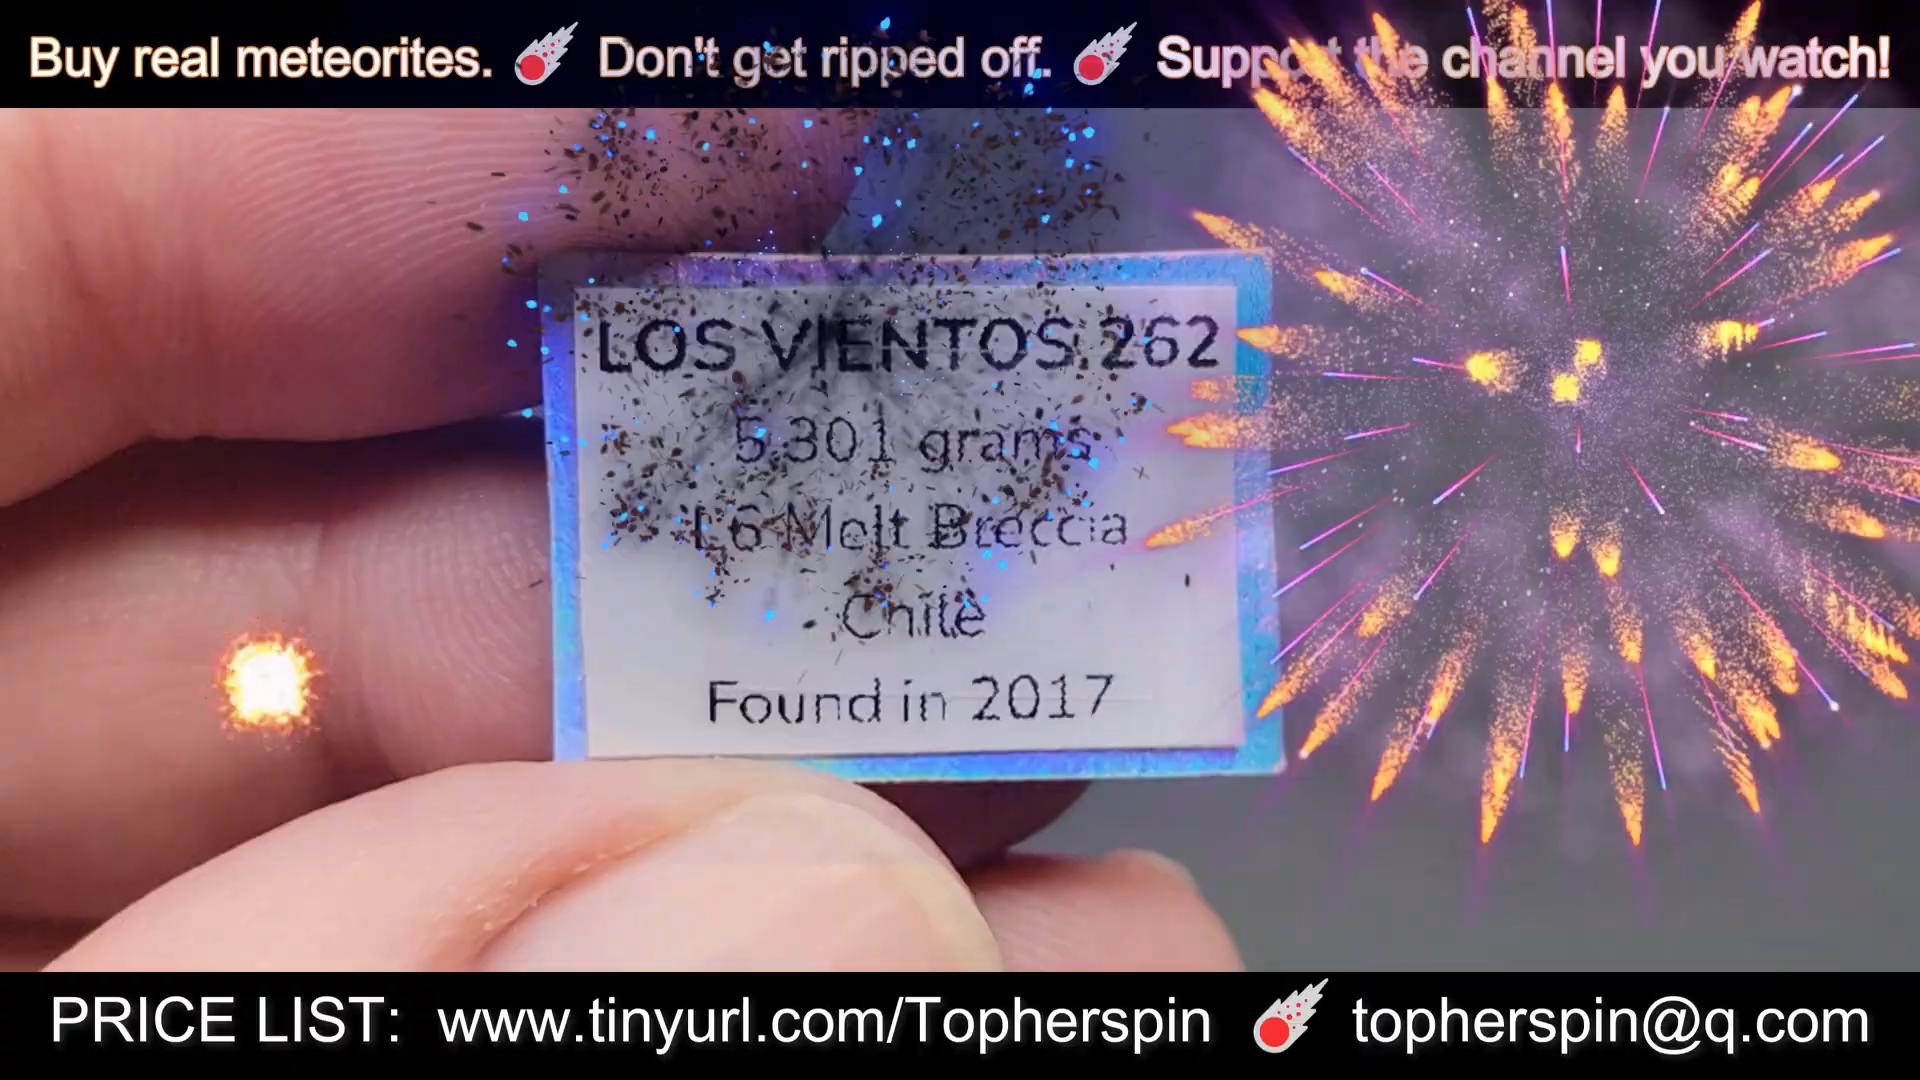 Buy real meteorites. Don't get ripped off. Support the channel you watch!
LOS VIENTOS 262
5.301 grams
L6 Melt Breccia
Chile
Found in 2017
PRICE LIST: www.tinyurl.com/Topherspin topherspin@q.com